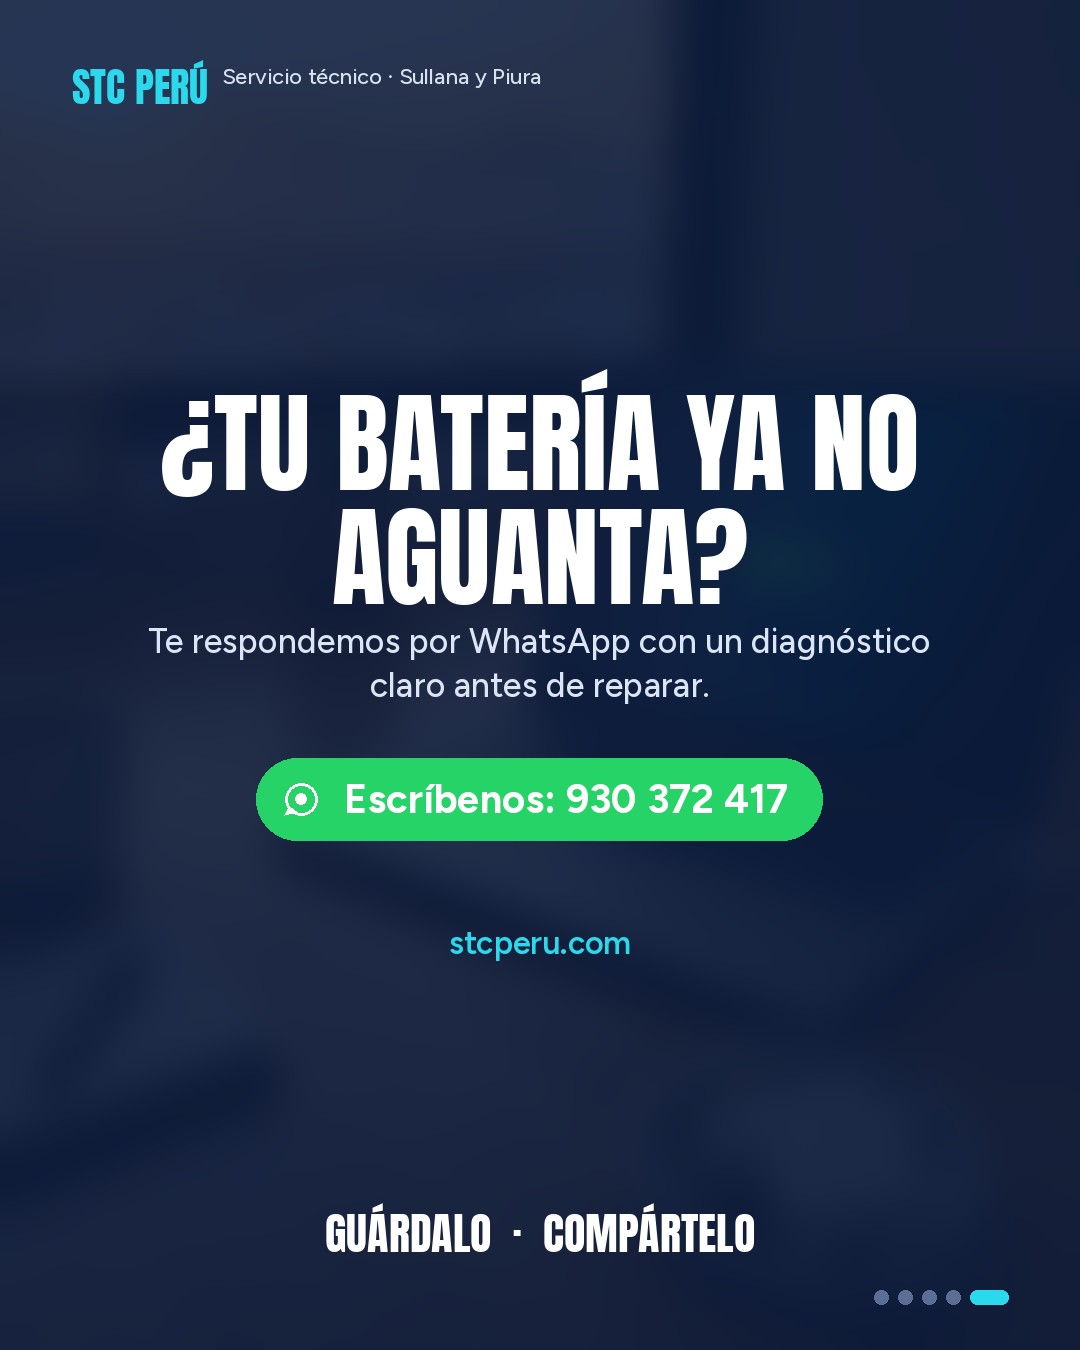 STC PERÚ Servicio técnico · Sullana y Piura
¿TU BATERÍA YA NO
AGUANTA?
Te respondemos por WhatsApp con un diagnóstico
claro antes de reparar.
Escríbenos: 930 372 417
stcperu.com
GUÁRDALO · COMPÁRTELO